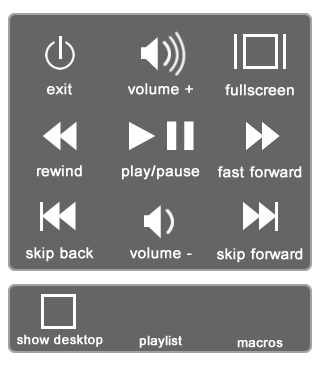 exit
volume +
fullscreen
rewind
play/pause
fast forward
skip back
volume -
skip forward
show desktop
playlist
macros